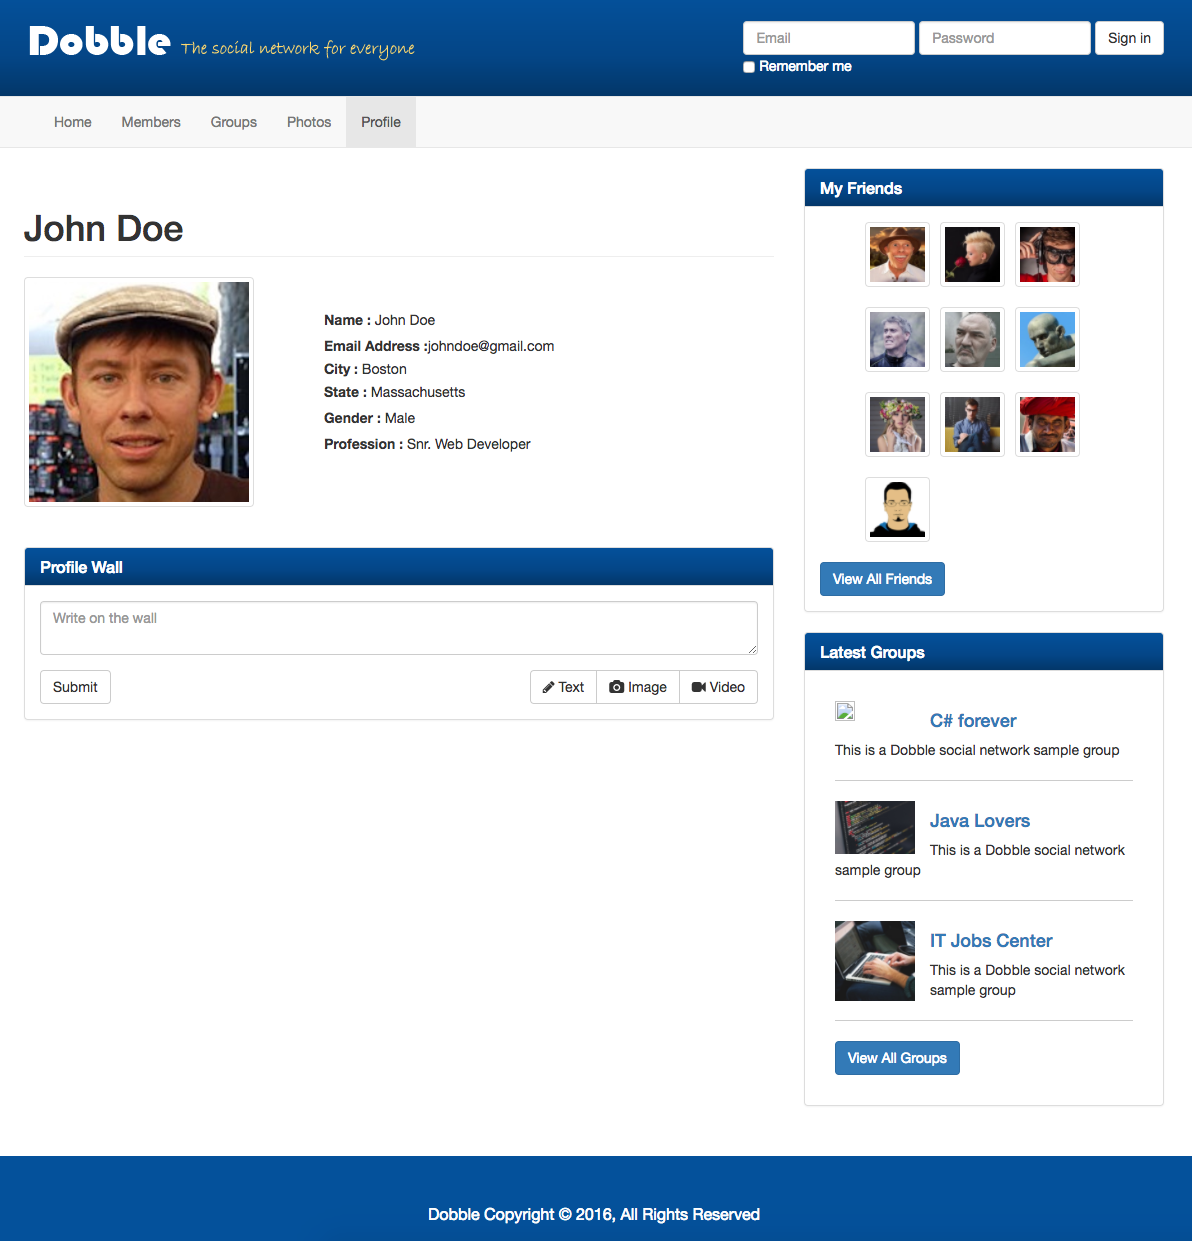 Dobble The social network for everyone
Email Password Sign in
Remember me
Home Members Groups Photos Profile
John Doe
Name : John Doe
Email Address :johndoe@gmail.com
City : Boston
State : Massachusetts
Gender : Male
Profession : Snr. Web Developer
Profile Wall
Write on the wall
Submit Text Image Video
My Friends
View All Friends
Latest Groups
C# forever
This is a Dobble social network sample group
Java Lovers
This is a Dobble social network
sample group
IT Jobs Center
This is a Dobble social network
sample group
View All Groups
Dobble Copyright © 2016, All Rights Reserved